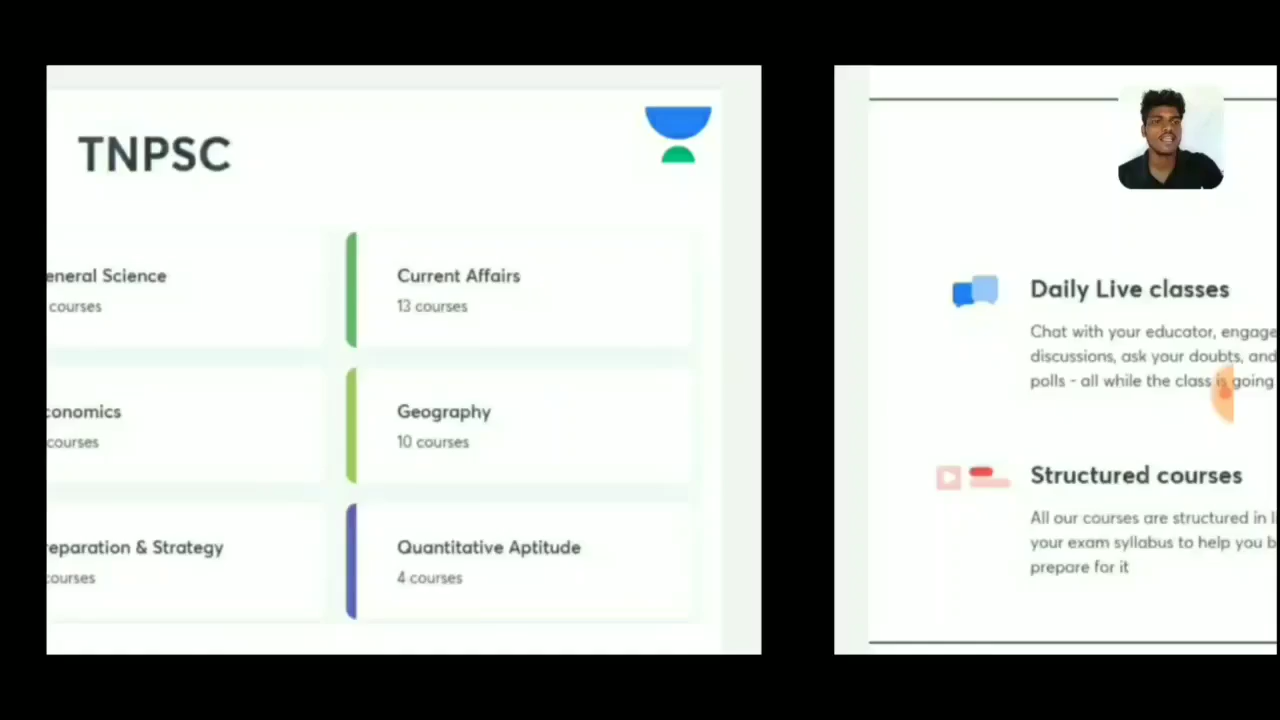 TNPSC
eneral Science
courses
Current Affairs
13 courses
conomics
courses
Geography
10 courses
reparation & Strategy
courses
Quantitative Aptitude
4 courses
Daily Live classes
Chat with your educator, engage
discussions, ask your doubts, and
polls - all while the class is going
Structured courses
All our courses are structured in l
your exam syllabus to help you b
prepare for it